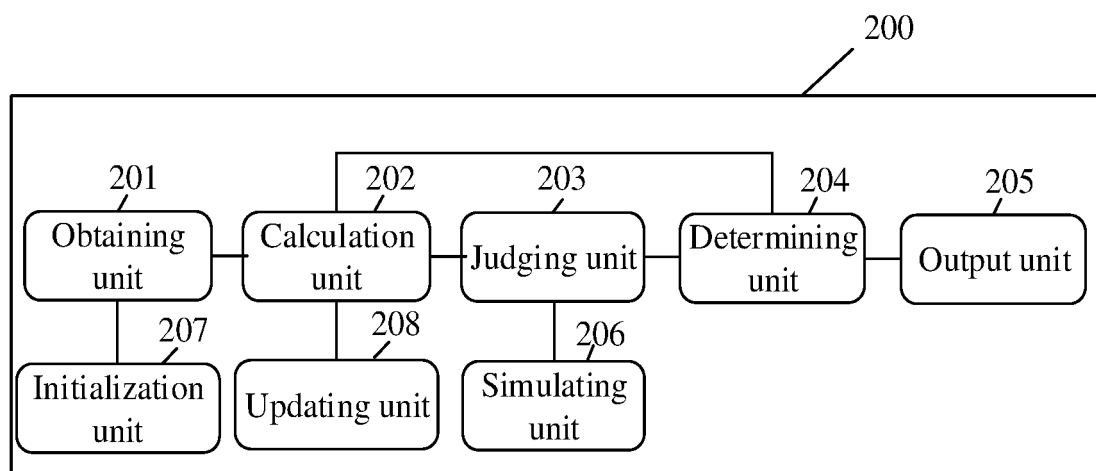 200
201
202
203
204
205
Obtaining
unit
Calculation
unit
Judging unit
Determining
unit
Output unit
207
208
206
Initialization
unit
Updating unit
Simulating
unit